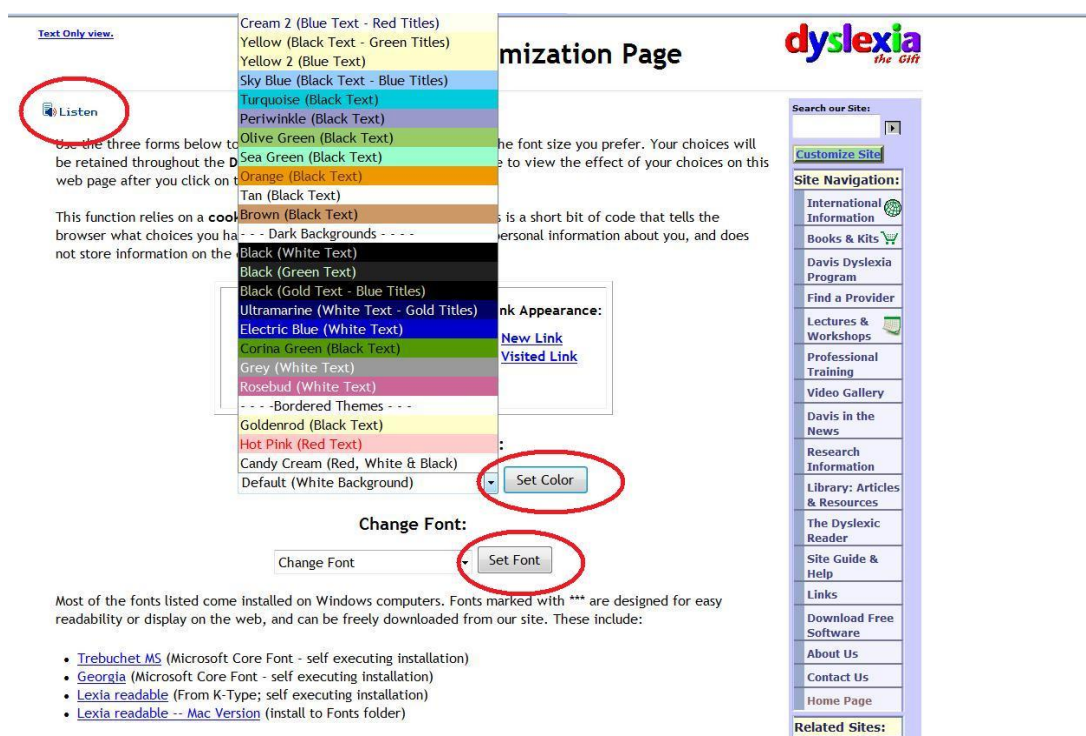 Text Only view.
mization Page
dyslexia
the Gift
Listen
Use the three forms below to
he font size you prefer. Your choices will
be retained throughout the D
e to view the effect of your choices on this
web page after you click on t
This function relies on a cook
s is a short bit of code that tells the
browser what choices you ha
ersonal information about you, and does
not store information on the
nk Appearance:
New Link
Visited Link
Cream 2 (Blue Text - Red Titles)
Yellow (Black Text - Green Titles)
Yellow 2 (Blue Text)
Sky Blue (Black Text - Blue Titles)
Turquoise (Black Text)
Periwinkle (Black Text)
Olive Green (Black Text)
Sea Green (Black Text)
Orange (Black Text)
Tan (Black Text)
Brown (Black Text)
- - - Dark Backgrounds - - - -
Black (White Text)
Black (Green Text)
Black (Gold Text - Blue Titles)
Ultramarine (White Text - Gold Titles)
Electric Blue (White Text)
Corina Green (Black Text)
Grey (White Text)
Rosebud (White Text)
- - - -Bordered Themes - - -
Goldenrod (Black Text)
Hot Pink (Red Text)
Candy Cream (Red, White & Black)
:
Default (White Background)
Set Color
Change Font:
Change Font
Set Font
Most of the fonts listed come installed on Windows computers. Fonts marked with *** are designed for easy
readability or display on the web, and can be freely downloaded from our site. These include:
• Trebuchet MS (Microsoft Core Font - self executing installation)
• Georgia (Microsoft Core Font - self executing installation)
• Lexia readable (From K-Type; self executing installation)
• Lexia readable -- Mac Version (install to Fonts folder)
Search our Site:
Customize Site
Site Navigation:
International
Information
Books & Kits
Davis Dyslexia
Program
Find a Provider
Lectures &
Workshops
Professional
Training
Video Gallery
Davis in the
News
Research
Information
Library: Articles
& Resources
The Dyslexic
Reader
Site Guide &
Help
Links
Download Free
Software
About Us
Contact Us
Home Page
Related Sites: